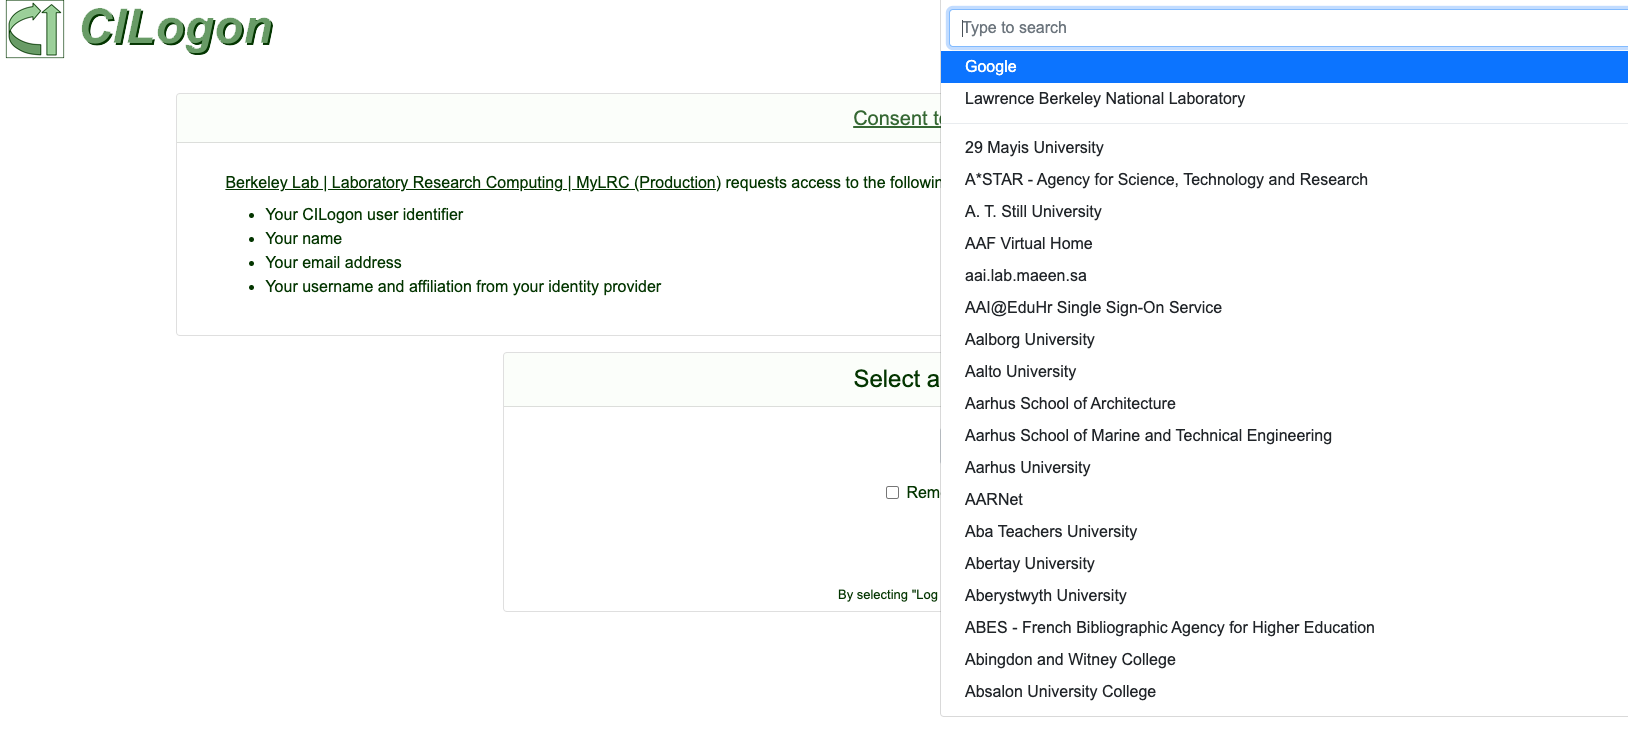 CILogon
Consent t
Berkeley Lab | Laboratory Research Computing | MyLRC (Production) requests access to the followin
• Your CILogon user identifier
• Your name
• Your email address
• Your username and affiliation from your identity provider
Select a
Rem
By selecting "Log
Type to search
Google
Lawrence Berkeley National Laboratory
29 Mayis University
A*STAR - Agency for Science, Technology and Research
A. T. Still University
AAF Virtual Home
aai.lab.maeen.sa
AAI@EduHr Single Sign-On Service
Aalborg University
Aalto University
Aarhus School of Architecture
Aarhus School of Marine and Technical Engineering
Aarhus University
AARNet
Aba Teachers University
Abertay University
Aberystwyth University
ABES - French Bibliographic Agency for Higher Education
Abingdon and Witney College
Absalon University College